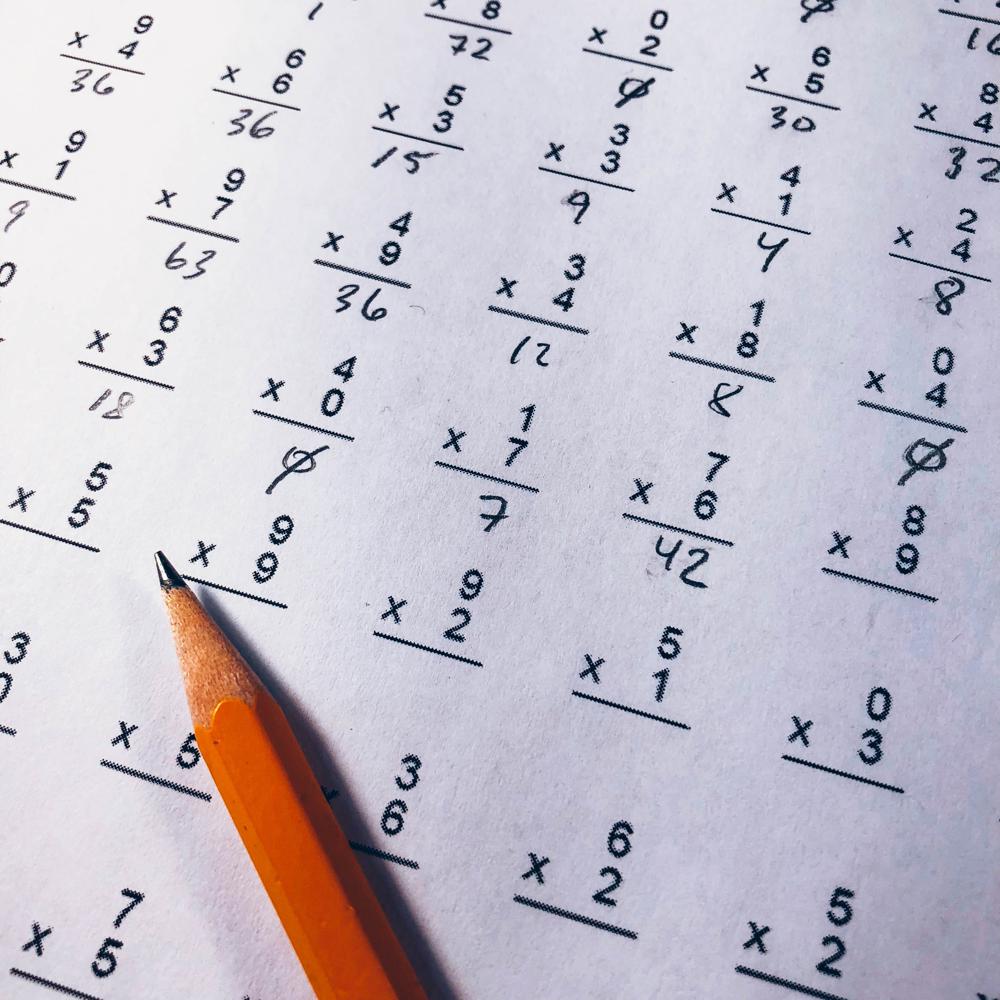 0 16
1 x 8 0 6 8
x 2 x 5 x 4
72 0 30 32
9 6 5 3 4 2
x 4 x 6 x 3 x 3 x 1 x 4
36 36 15 9 4 8
9 9 4 3 1 0
x 1 x 7 x 9 x 4 x 8 x 4
9 63 36 12 8 0
0 6 4 1 7 8
x 3 x 0 x 7 x 6 x 9
18 0 7 42
5 9 9 5 0
x 5 x 9 x 2 x 1 x 3
3 3 6 5
0 x 5 x 6 x 2 x 2
7
x 5